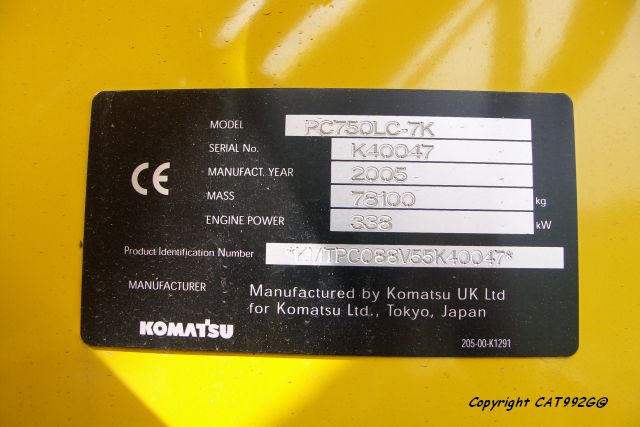 MODEL PC750LC-7K
SERIAL No. K40047
MANUFACT. YEAR 2005
MASS 78100 kg
ENGINE POWER 338 kW
CE
Product Identification Number *KMTPC088V55K40047*
MANUFACTURER Manufactured by Komatsu UK Ltd
for Komatsu Ltd., Tokyo, Japan
KOMATSU
205-00-K1291
Copyright CAT992G©